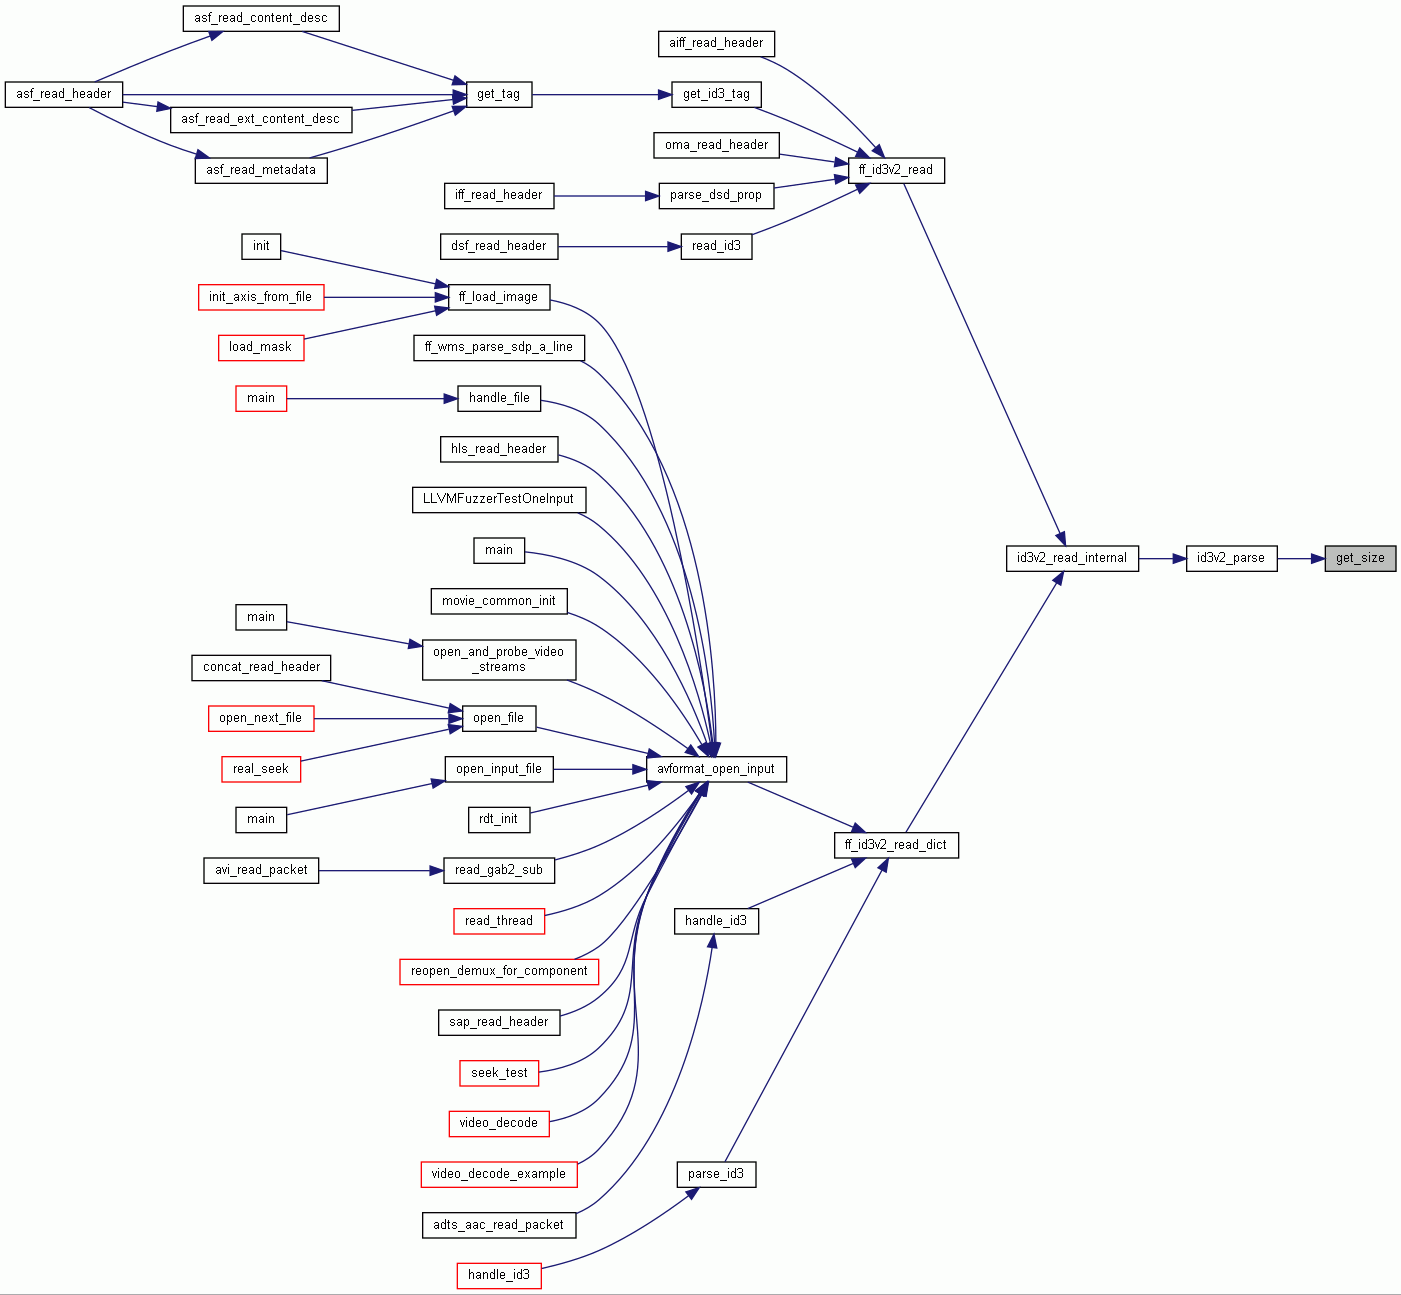 asf_read_content_desc
aiff_read_header
asf_read_header
get_tag
get_id3_tag
asf_read_ext_content_desc
oma_read_header
asf_read_metadata
ff_id3v2_read
iff_read_header
parse_dsd_prop
init
dsf_read_header
read_id3
init_axis_from_file
ff_load_image
load_mask
ff_wms_parse_sdp_a_line
main
handle_file
hls_read_header
LLVMFuzzerTestOneInput
main
id3v2_read_internal
id3v2_parse
get_size
movie_common_init
main
open_and_probe_video
_streams
concat_read_header
open_next_file
open_file
real_seek
open_input_file
avformat_open_input
main
rdt_init
ff_id3v2_read_dict
avi_read_packet
read_gab2_sub
read_thread
handle_id3
reopen_demux_for_component
sap_read_header
seek_test
video_decode
video_decode_example
parse_id3
adts_aac_read_packet
handle_id3